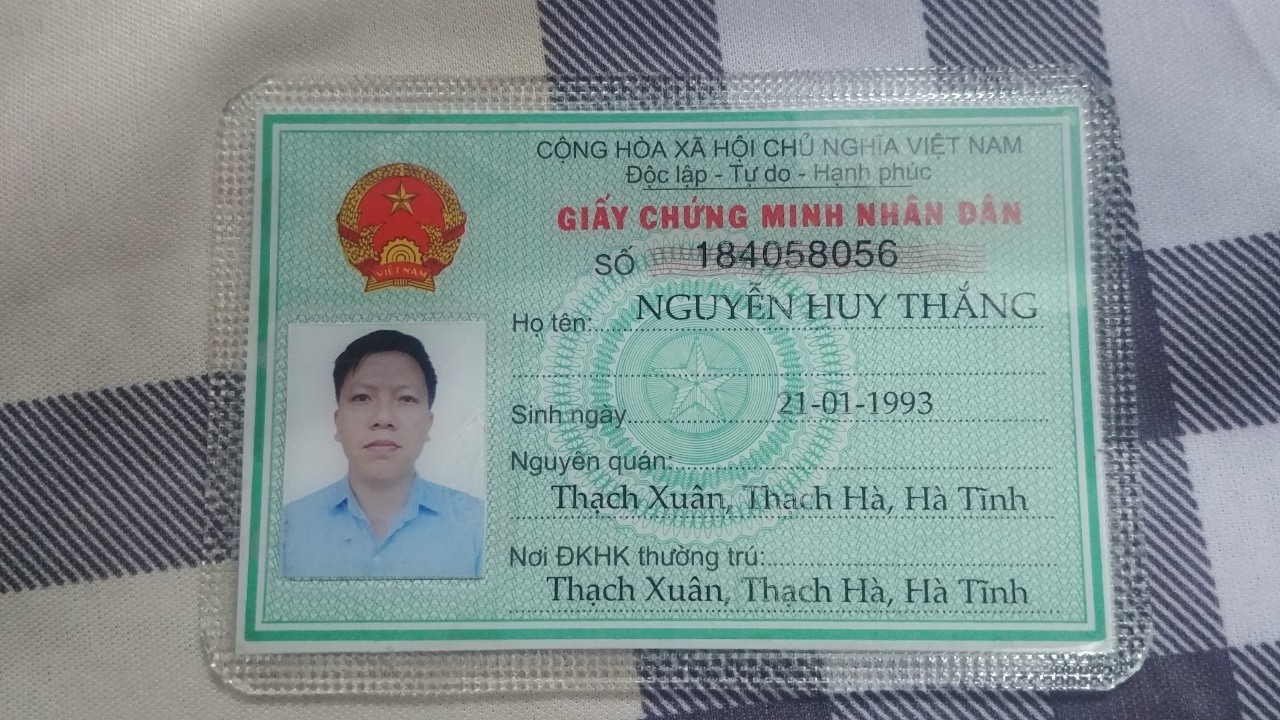 CỘNG HÒA XÃ HỘI CHỦ NGHĨA VIỆT NAM
Độc lập - Tự do - Hạnh phúc
GIẤY CHỨNG MINH NHÂN DÂN
SỐ 184058056
VIỆT NAM
Họ tên: NGUYỄN HUY THẮNG
Sinh ngày 21-01-1993
Nguyên quán:
Thạch Xuân, Thạch Hà, Hà Tĩnh
Nơi ĐKHK thường trú:
Thạch Xuân, Thạch Hà, Hà Tĩnh